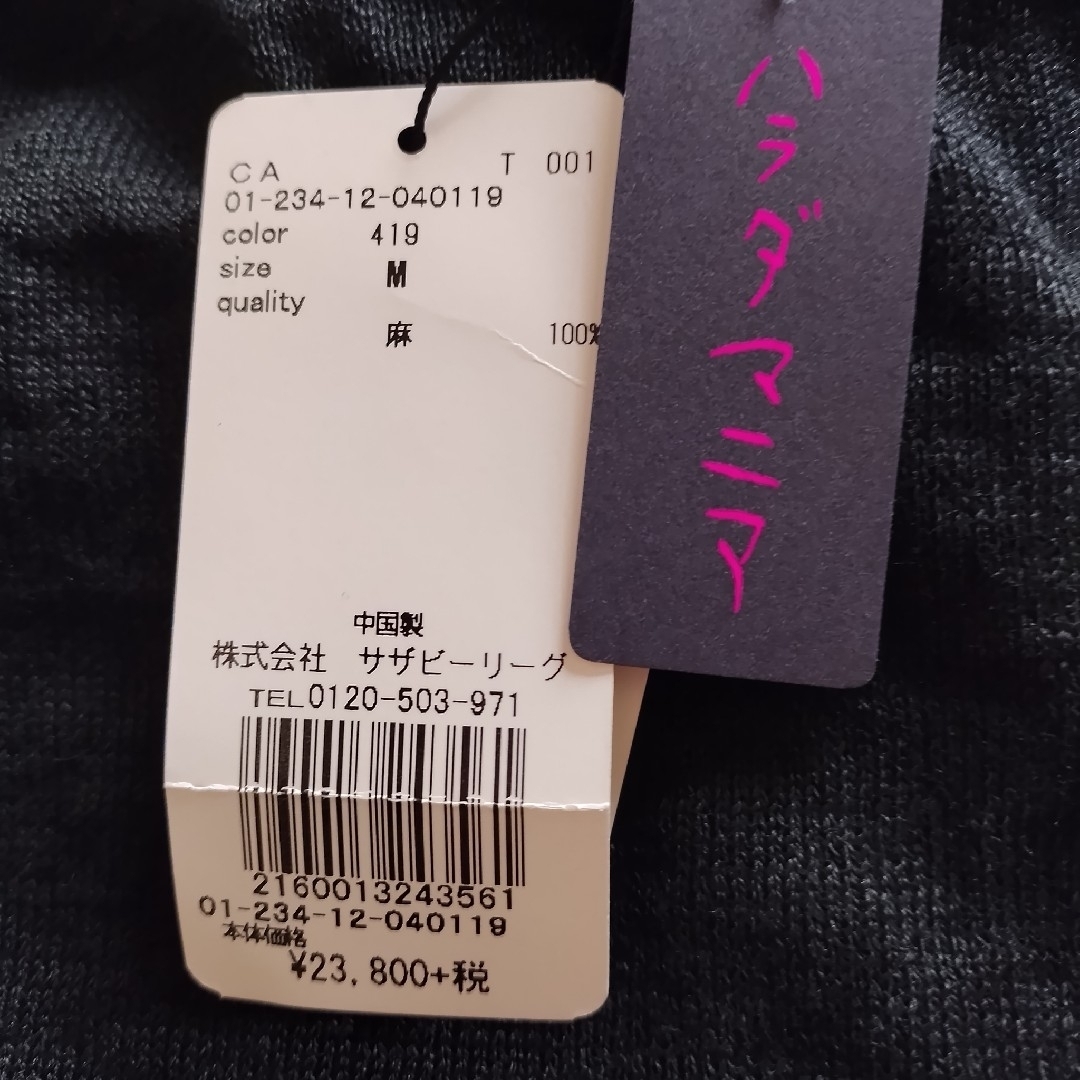 CA T 001
01-234-12-040119
color 419
size M
quality
麻 100%
中国製
株式会社 サザビーリーグ
TEL0120-503-971
2160013243561
01-234-12-040119
本体価格
¥23,800+税
ハラダマニア